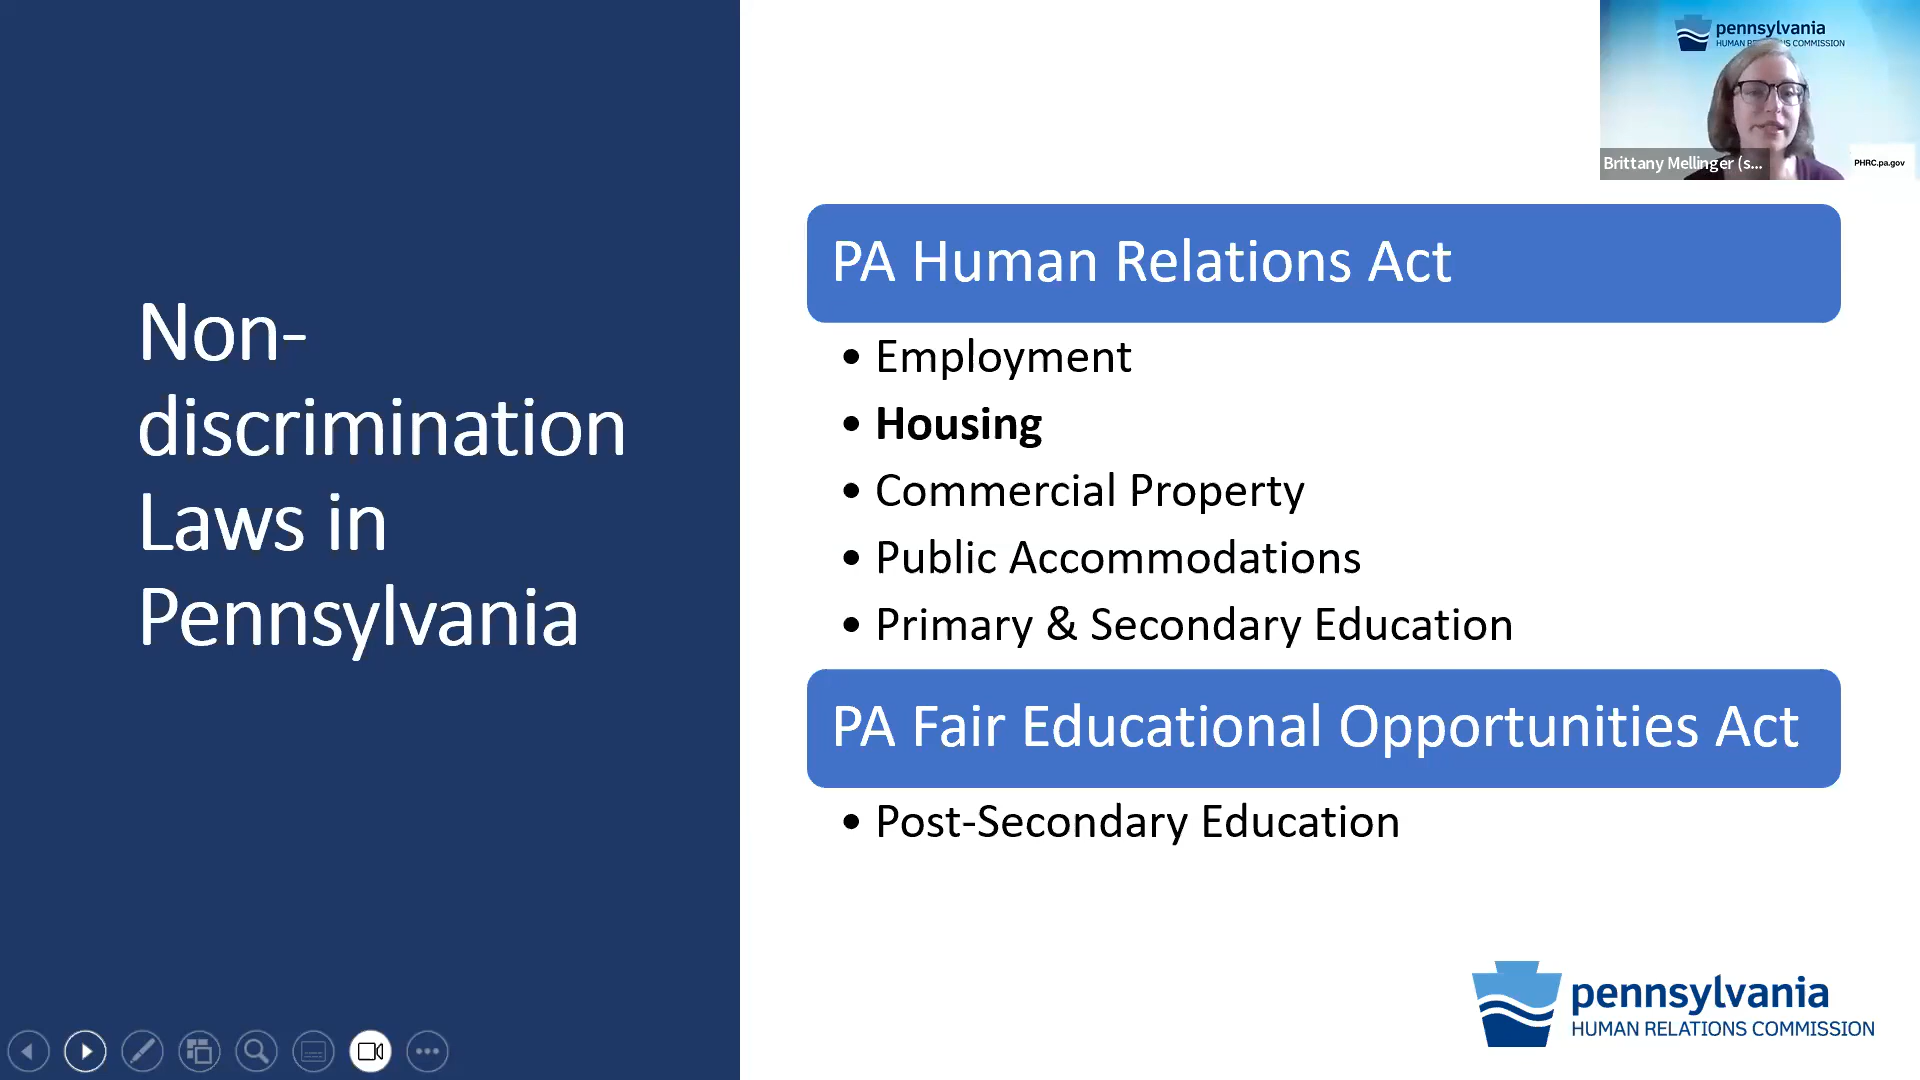 pennsylvania
HUMAN RELATIONS COMMISSION
Brittany Mellinger (s...
PHRC.pa.gov
Non-
discrimination
Laws in
Pennsylvania
PA Human Relations Act
• Employment
• Housing
• Commercial Property
• Public Accommodations
• Primary & Secondary Education
PA Fair Educational Opportunities Act
• Post-Secondary Education
pennsylvania
HUMAN RELATIONS COMMISSION